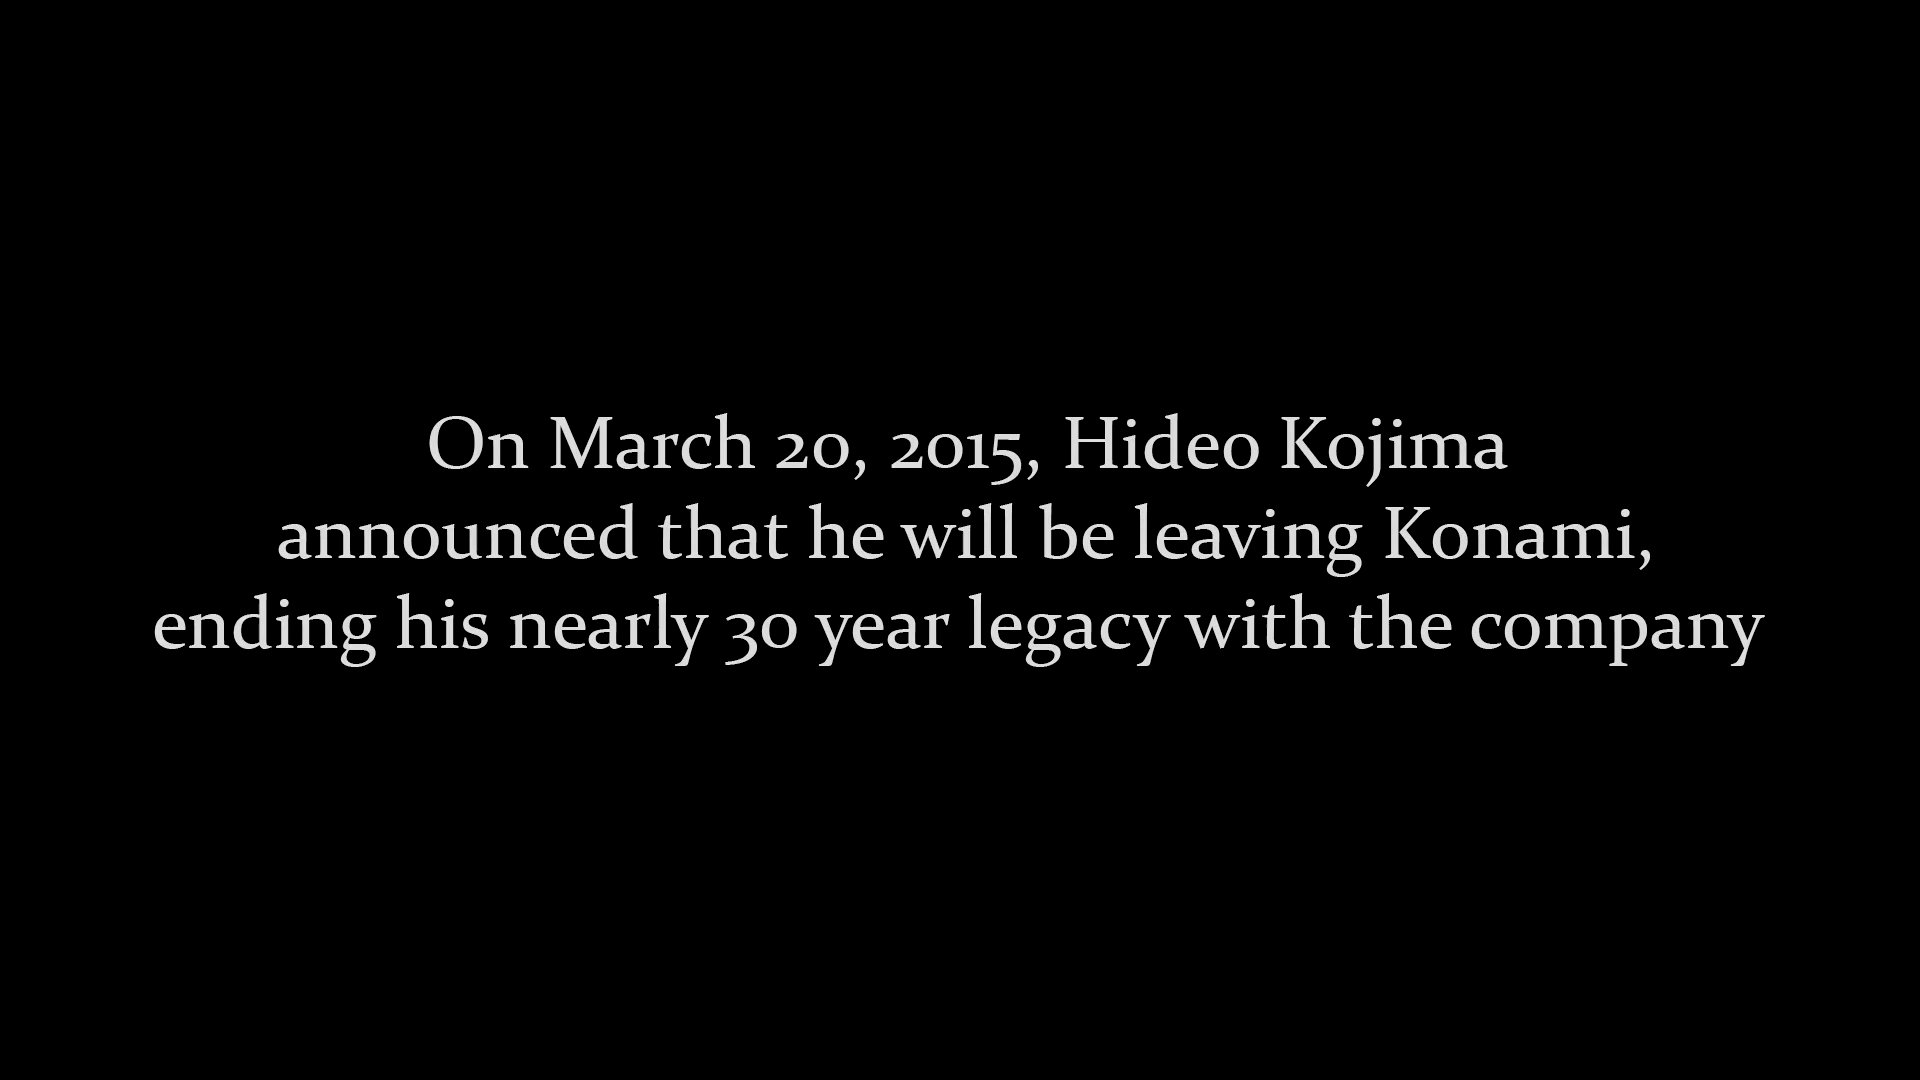 On March 20, 2015, Hideo Kojima
announced that he will be leaving Konami,
ending his nearly 30 year legacy with the company